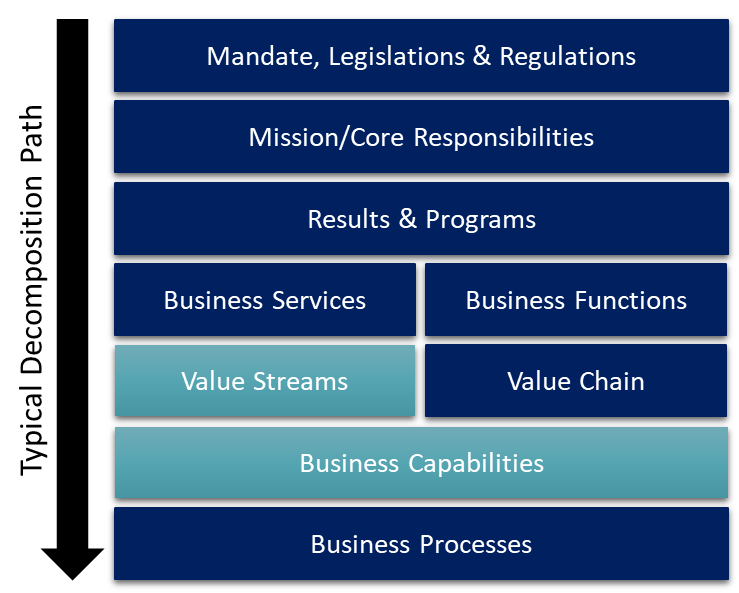 Typical Decomposition Path
Mandate, Legislations & Regulations
Mission/Core Responsibilities
Results & Programs
Business Services
Business Functions
Value Streams
Value Chain
Business Capabilities
Business Processes